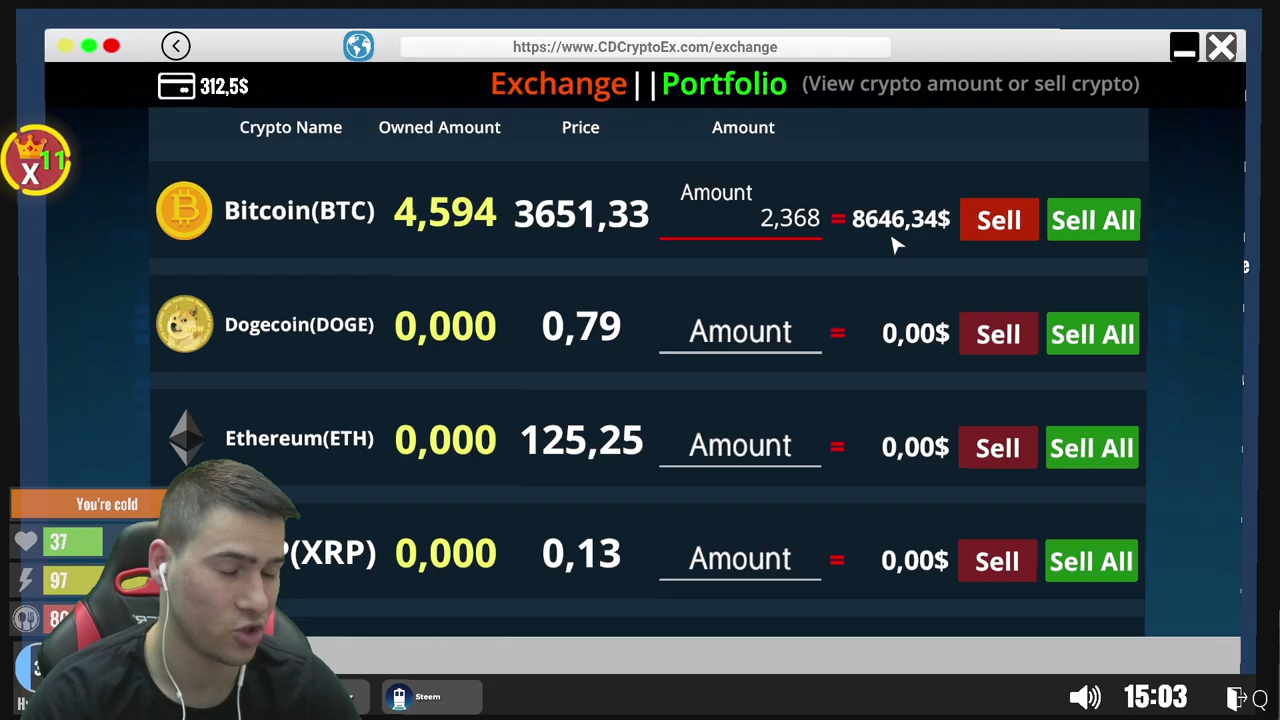 https://www.CDCryptoEx.com/exchange
312,5$ Exchange||Portfolio (View crypto amount or sell crypto)
Crypto Name Owned Amount Price Amount
X 11
Amount
Bitcoin(BTC) 4,594 3651,33 2,368 = 8646,34$ Sell Sell All
Dogecoin(DOGE) 0,000 0,79 Amount = 0,00$ Sell Sell All
Ethereum(ETH) 0,000 125,25 Amount = 0,00$ Sell Sell All
You're cold
37
(XRP) 0,000 0,13 Amount = 0,00$ Sell Sell All
97
Steem
15:03
Q